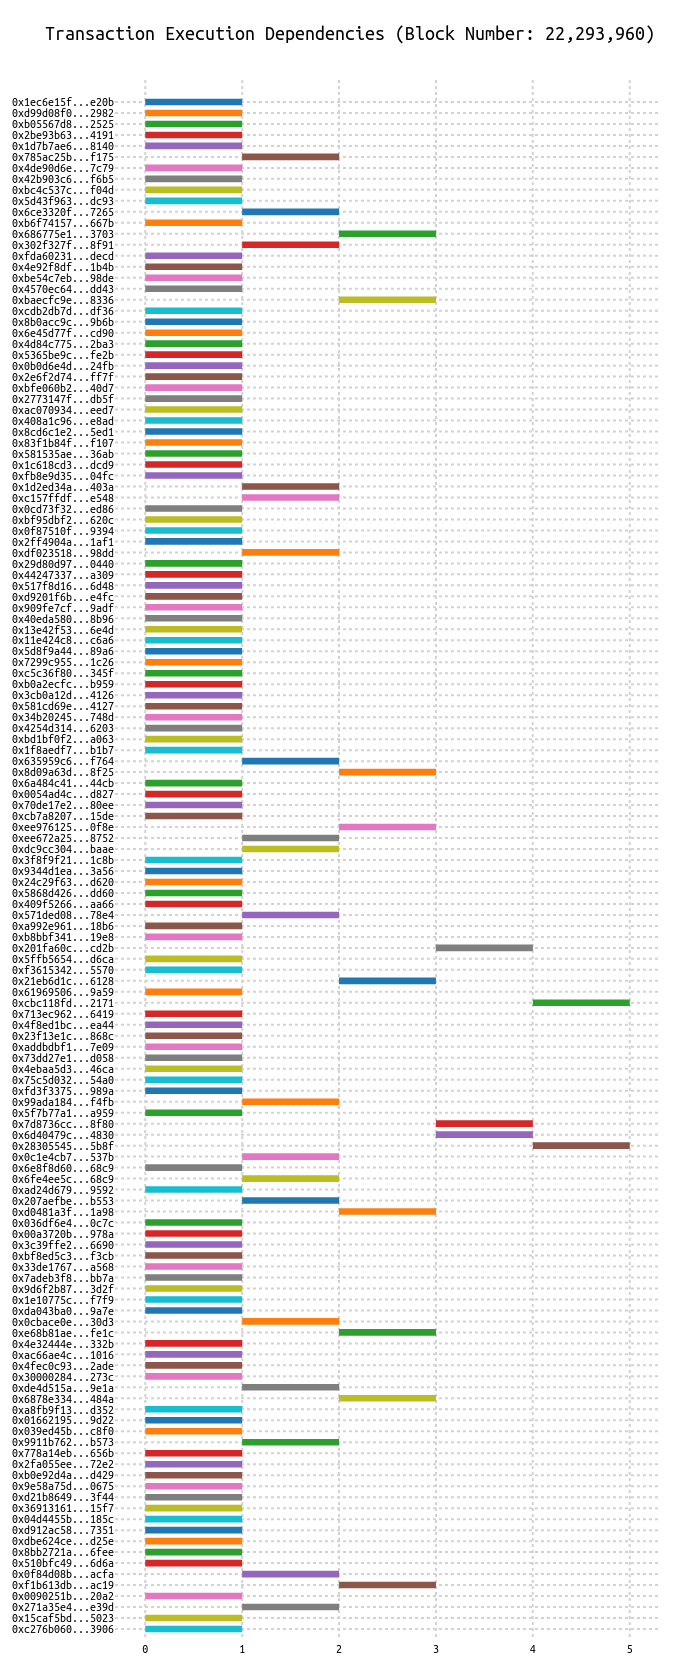 Transaction Execution Dependencies (Block Number: 22,293,960)
0x1ec6e15f...e20b
0xd99d08f0...2982
0xb05567d8...2525
0x2be93b63...4191
0x1d7b7ae6...8140
0x785ac25b...f175
0x4de90d6e...7c79
0x42b903c6...f6b5
0xbc4c537c...f04d
0x5d43f963...dc93
0x6ce3320f...7265
0xb6f74157...667b
0x686775e1...3703
0x302f327f...8f91
0xfda60231...decd
0x4e92f8df...1b4b
0xbe54c7eb...98de
0x4570ec64...dd43
0xbaecfc9e...8336
0xcdb2db7d...df36
0x8b0acc9c...9b6b
0x6e45d77f...cd90
0x4d84c775...2ba3
0x5365be9c...fe2b
0x0b0d6e4d...24fb
0x2e6f2d74...ff7f
0xbfe060b2...40d7
0x2773147f...db5f
0xac070934...eed7
0x408a1c96...e8ad
0x8cd6c1e2...5ed1
0x83f1b84f...f107
0x581535ae...36ab
0x1c618cd3...dcd9
0xfb8e9d35...04fc
0x1d2ed34a...403a
0xc157ffdf...e548
0x0cd73f32...ed86
0xbf95dbf2...620c
0x0f87510f...9394
0x2ff4904a...1af1
0xdf023518...98dd
0x29d80d97...0440
0x44247337...a309
0x517f8d16...6d48
0xd9201f6b...e4fc
0x909fe7cf...9adf
0x40eda580...8b96
0x13e42f53...6e4d
0x11e424c8...c6a6
0x5d8f9a44...89a6
0x7299c955...1c26
0xc5c36f80...345f
0xb0a2ecfc...b959
0x3cb0a12d...4126
0x581cd69e...4127
0x34b20245...748d
0x4254d314...6203
0xbd1bf0f2...a063
0x1f8aedf7...b1b7
0x635959c6...f764
0x8d09a63d...8f25
0x6a484c41...44cb
0x0054ad4c...d827
0x70de17e2...80ee
0xcb7a8207...15de
0xee976125...0f8e
0xee672a25...8752
0xdc9cc304...baae
0x3f8f9f21...1c8b
0x9344d1ea...3a56
0x24c29f63...d620
0x5868d426...dd60
0x409f5266...aa66
0x571ded08...78e4
0xa992e961...18b6
0xb8bbf341...19e8
0x201fa60c...cd2b
0x5ffb5654...d6ca
0xf3615342...5570
0x21eb6d1c...6128
0x61969506...9a59
0xcbc118fd...2171
0x713ec962...6419
0x4f8ed1bc...ea44
0x23f13e1c...868c
0xaddbdbf1...7e09
0x73dd27e1...d058
0x4ebaa5d3...46ca
0x75c5d032...54a0
0xfd3f3375...989a
0x99ada184...f4fb
0x5f7b77a1...a959
0x7d8736cc...8f80
0x6d40479c...4830
0x28305545...5b8f
0x0c1e4cb7...537b
0x6e8f8d60...68c9
0x6fe4ee5c...68c9
0xad24d679...9592
0x207aefbe...b553
0xd0481a3f...1a98
0x036df6e4...0c7c
0x00a3720b...978a
0x3c39ffe2...6690
0xbf8ed5c3...f3cb
0x33de1767...a568
0x7adeb3f8...bb7a
0x9d6f2b87...3d2f
0x1e10775c...f7f9
0xda043ba0...9a7e
0x0cbace0e...30d3
0xe68b81ae...fe1c
0x4e32444e...332b
0xac66ae4c...1016
0x4fec0c93...2ade
0x30000284...273c
0xde4d515a...9e1a
0x6878e334...484a
0xa8fb9f13...d352
0x01662195...9d22
0x039ed45b...c8f0
0x9911b762...b573
0x778a14eb...656b
0x2fa055ee...72e2
0xb0e92d4a...d429
0x9e58a75d...0675
0xd21b8649...3f44
0x36913161...15f7
0x04d4455b...185c
0xd912ac58...7351
0xdbe624ce...d25e
0x8bb2721a...6fee
0x510bfc49...6d6a
0x0f84d08b...acfa
0xf1b613db...ac19
0x0090251b...20a2
0x271a35e4...e39d
0x15caf5bd...5023
0xc276b060...3906
0 1 2 3 4 5